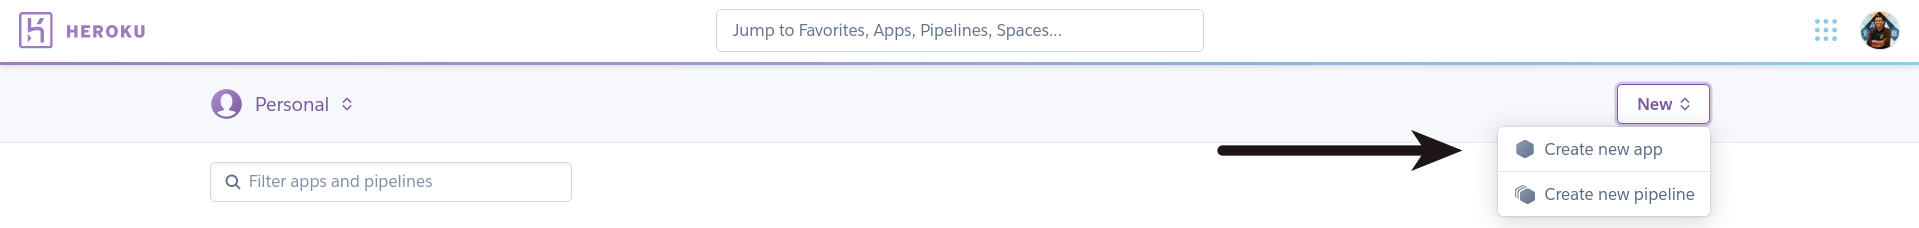 HEROKU
Jump to Favorites, Apps, Pipelines, Spaces...
Personal
New
Create new app
Filter apps and pipelines
Create new pipeline